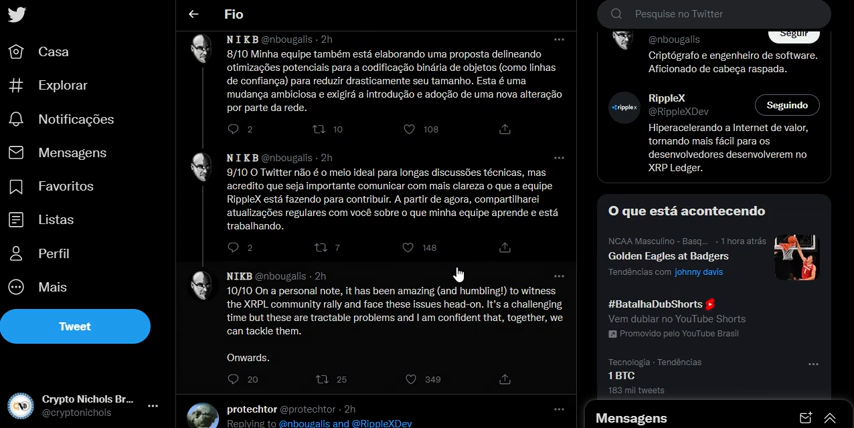 Fio
Pesquise no Twitter
Casa
Explorar
Notificações
Mensagens
Favoritos
Listas
Perfil
Mais
Tweet
Crypto Nichols Br...
@cryptonichols
NIKB @nbougalis · 2h
8/10 Minha equipe também está elaborando uma proposta delineando
otimizações potenciais para a codificação binária de objetos (como linhas
de confiança) para reduzir drasticamente seu tamanho. Esta é uma
mudança ambiciosa e exigirá a introdução e adoção de uma nova alteração
por parte da rede.
2 10 108
NIKB @nbougalis · 2h
9/10 O Twitter não é o meio ideal para longas discussões técnicas, mas
acredito que seja importante comunicar com mais clareza o que a equipe
RippleX está fazendo para contribuir. A partir de agora, compartilharei
atualizações regulares com você sobre o que minha equipe aprende e está
trabalhando.
2 7 148
NIKB @nbougalis · 2h
10/10 On a personal note, it has been amazing (and humbling!) to witness
the XRPL community rally and face these issues head-on. It's a challenging
time but these are tractable problems and I am confident that, together, we
can tackle them.
Onwards.
20 25 349
protechtor @protechtor · 2h
Replying to @nbougalis and @RippleXDev
Seguir
@nbougalis
Criptógrafo e engenheiro de software.
Aficionado de cabeça raspada.
ripple
RippleX
@RippleXDev
Seguindo
Hiperacelerando a Internet de valor,
tornando mais fácil para os
desenvolvedores desenvolverem no
XRP Ledger.
O que está acontecendo
NCAA Masculino - Basq... · 1 hora atrás
Golden Eagles at Badgers
Tendências com johnny davis
#BatalhaDubShorts
Vem dublar no YouTube Shorts
Promovido pelo YouTube Brasil
Tecnologia · Tendências
1 BTC
183 mil tweets
Mensagens